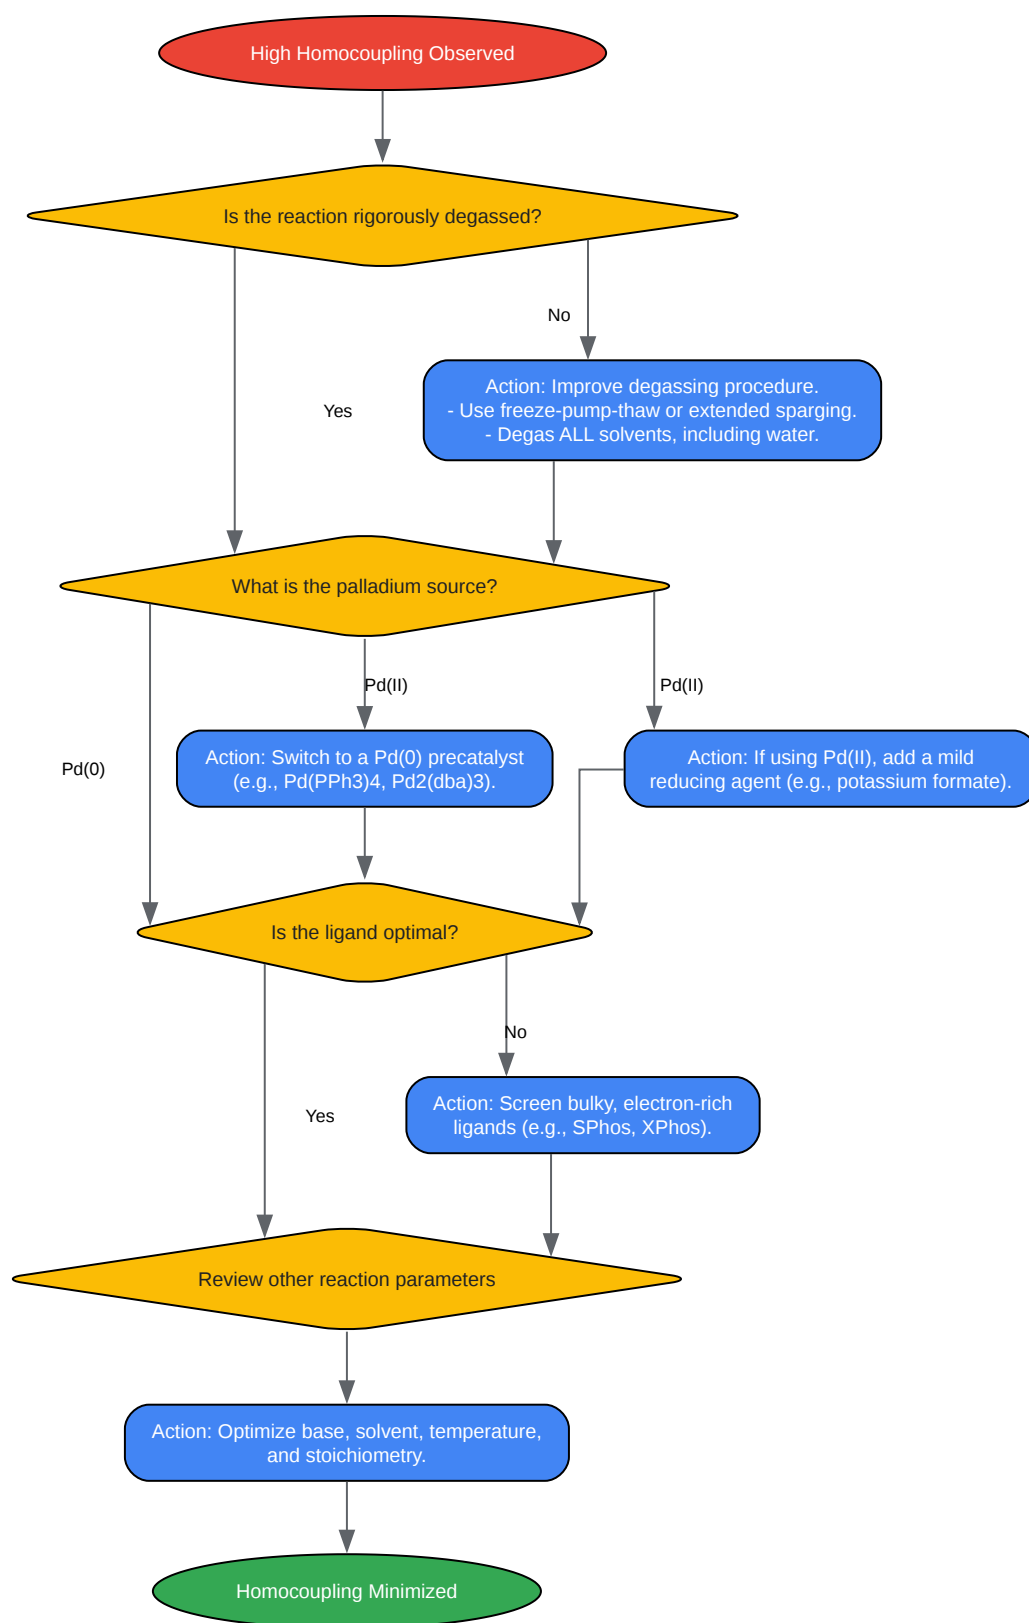 High Homocoupling Observed
Is the reaction rigorously degassed?
No
Action: Improve degassing procedure.
- Use freeze-pump-thaw or extended sparging.
- Degas ALL solvents, including water.
Yes
What is the palladium source?
Pd(II)
Pd(II)
Pd(0)
Action: Switch to a Pd(0) precatalyst
(e.g., Pd(PPh3)4, Pd2(dba)3).
Action: If using Pd(II), add a mild
reducing agent (e.g., potassium formate).
Is the ligand optimal?
No
Action: Screen bulky, electron-rich
ligands (e.g., SPhos, XPhos).
Yes
Review other reaction parameters
Action: Optimize base, solvent, temperature,
and stoichiometry.
Homocoupling Minimized